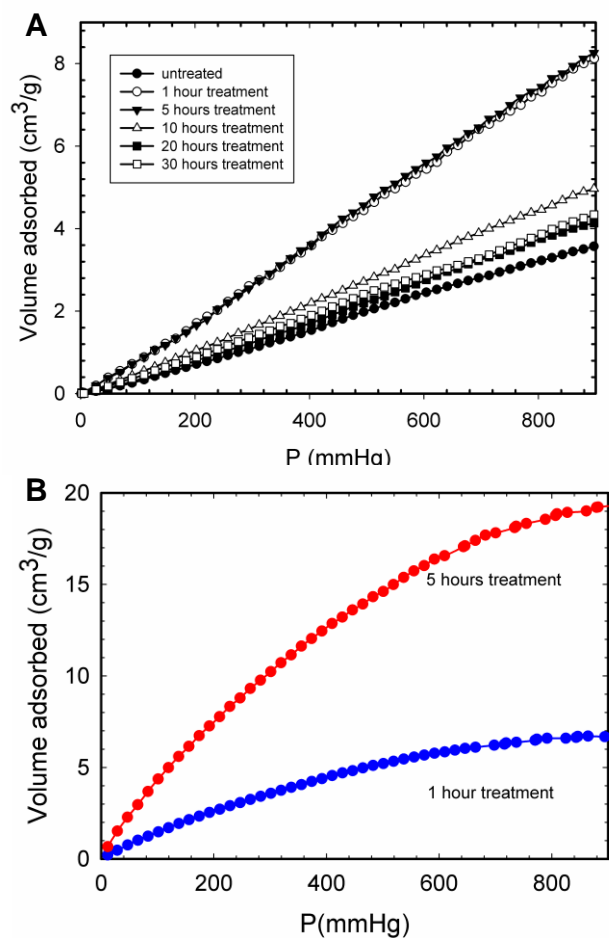 A
Volume adsorbed (cm³/g)
8
6
4
2
0
untreated
1 hour treatment
5 hours treatment
10 hours treatment
20 hours treatment
30 hours treatment
0 200 400 600 800
P (mmHg)
B
Volume adsorbed (cm³/g)
20
15
10
5
0
5 hours treatment
1 hour treatment
0 200 400 600 800
P(mmHg)